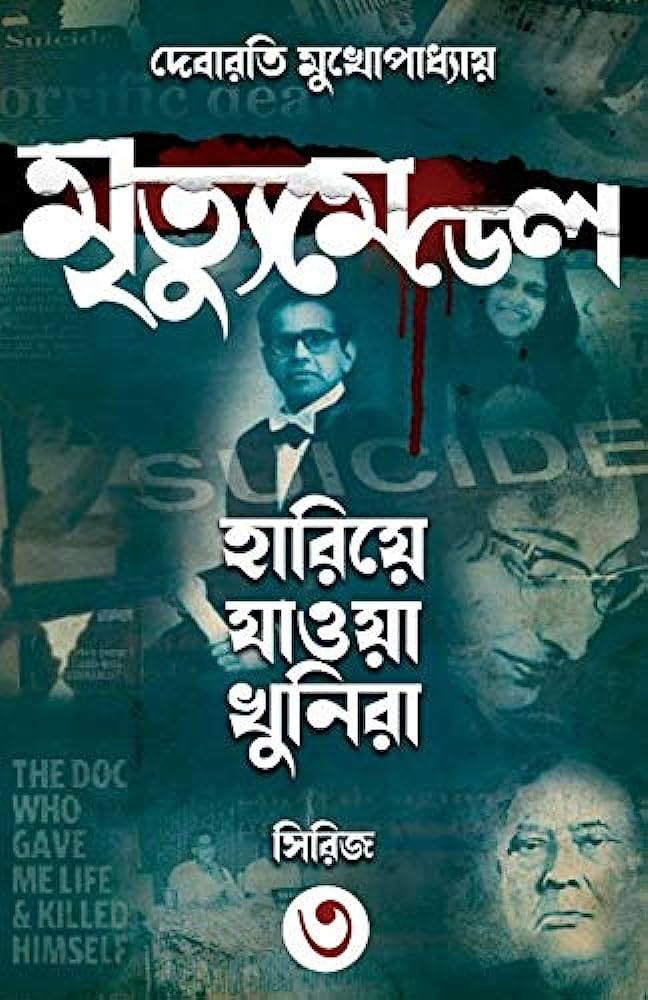 Suicide
দেবারতি মুখোপাধ্যায়
orrific dea
মৃত্যুমেডেল
SUICIDE
হারিয়ে
যাওয়া
খুনিরা
THE DOC
WHO
GAVE
ME LIFE
& KILLED
HIMSELF
সিরিজ
৩